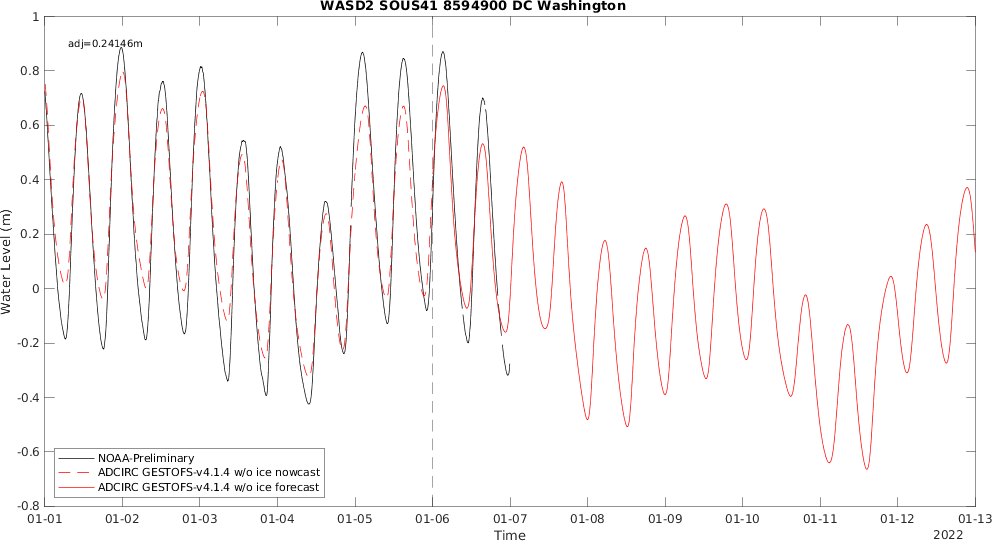 WASD2 SOUS41 8594900 DC Washington
adj=0.24146m
1
0.8
0.6
0.4
0.2
0
-0.2
-0.4
-0.6
-0.8
Water Level (m)
NOAA-Preliminary
ADCIRC GESTOFS-v4.1.4 w/o ice nowcast
ADCIRC GESTOFS-v4.1.4 w/o ice forecast
01-01 01-02 01-03 01-04 01-05 01-06 01-07 01-08 01-09 01-10 01-11 01-12 01-13
Time
2022